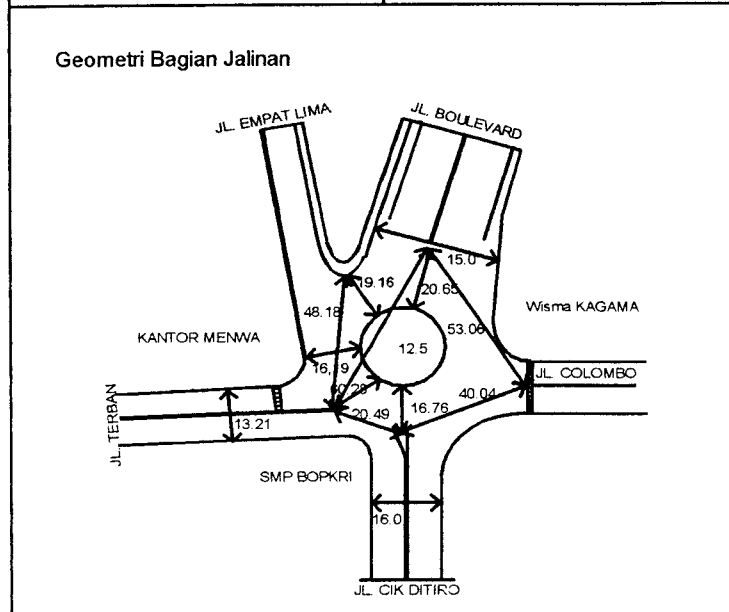 Geometri Bagian Jalinan
JL. EMPAT LIMA
JL. BOULEVARD
15.0
19.16
20.65
48.18
53.06
Wisma KAGAMA
KANTOR MENWA
12.5
16,19
JL. COLOMBO
40.04
20.49
16.76
JL. TERBAN
13.21
SMP BOPKRI
16.0
JL. CIK DITIRO